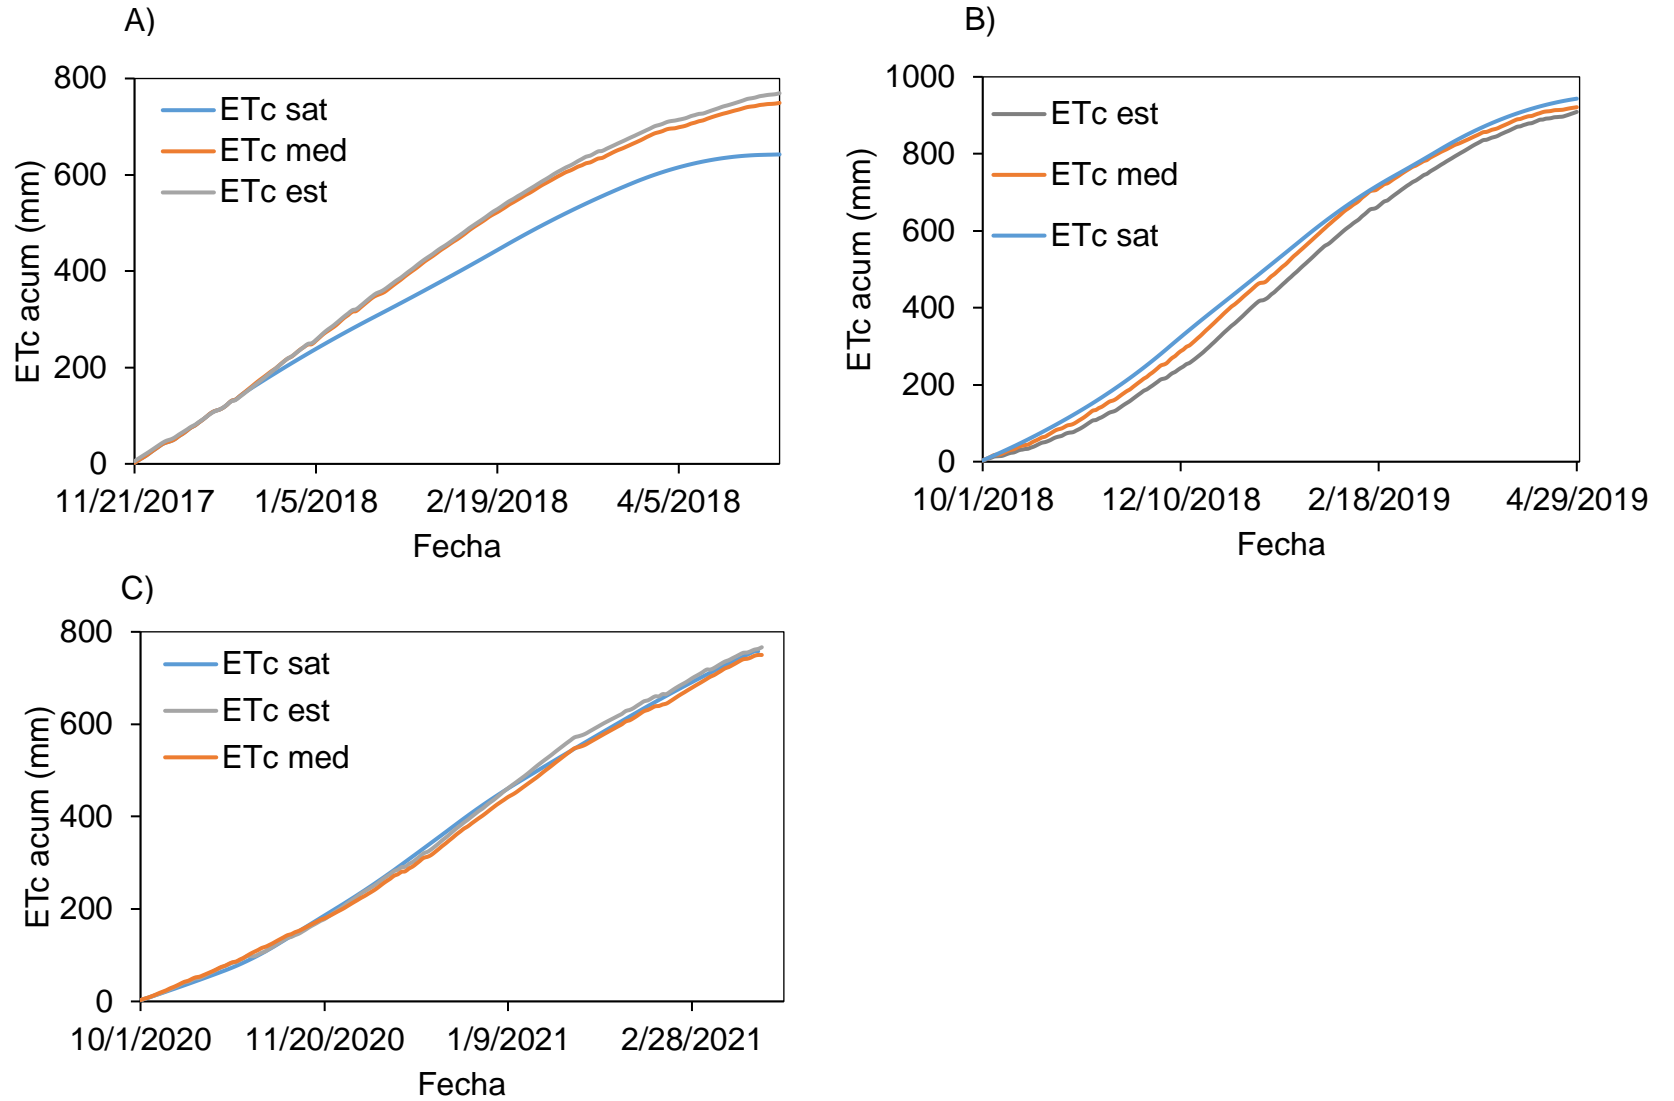 A)
ETc acum (mm)
800
600
400
200
0
ETc sat
ETc med
ETc est
11/21/2017 1/5/2018 2/19/2018 4/5/2018
Fecha
B)
ETc acum (mm)
1000
800
600
400
200
0
ETc est
ETc med
ETc sat
10/1/2018 12/10/2018 2/18/2019 4/29/2019
Fecha
C)
ETc acum (mm)
800
600
400
200
0
ETc sat
ETc est
ETc med
10/1/2020 11/20/2020 1/9/2021 2/28/2021
Fecha